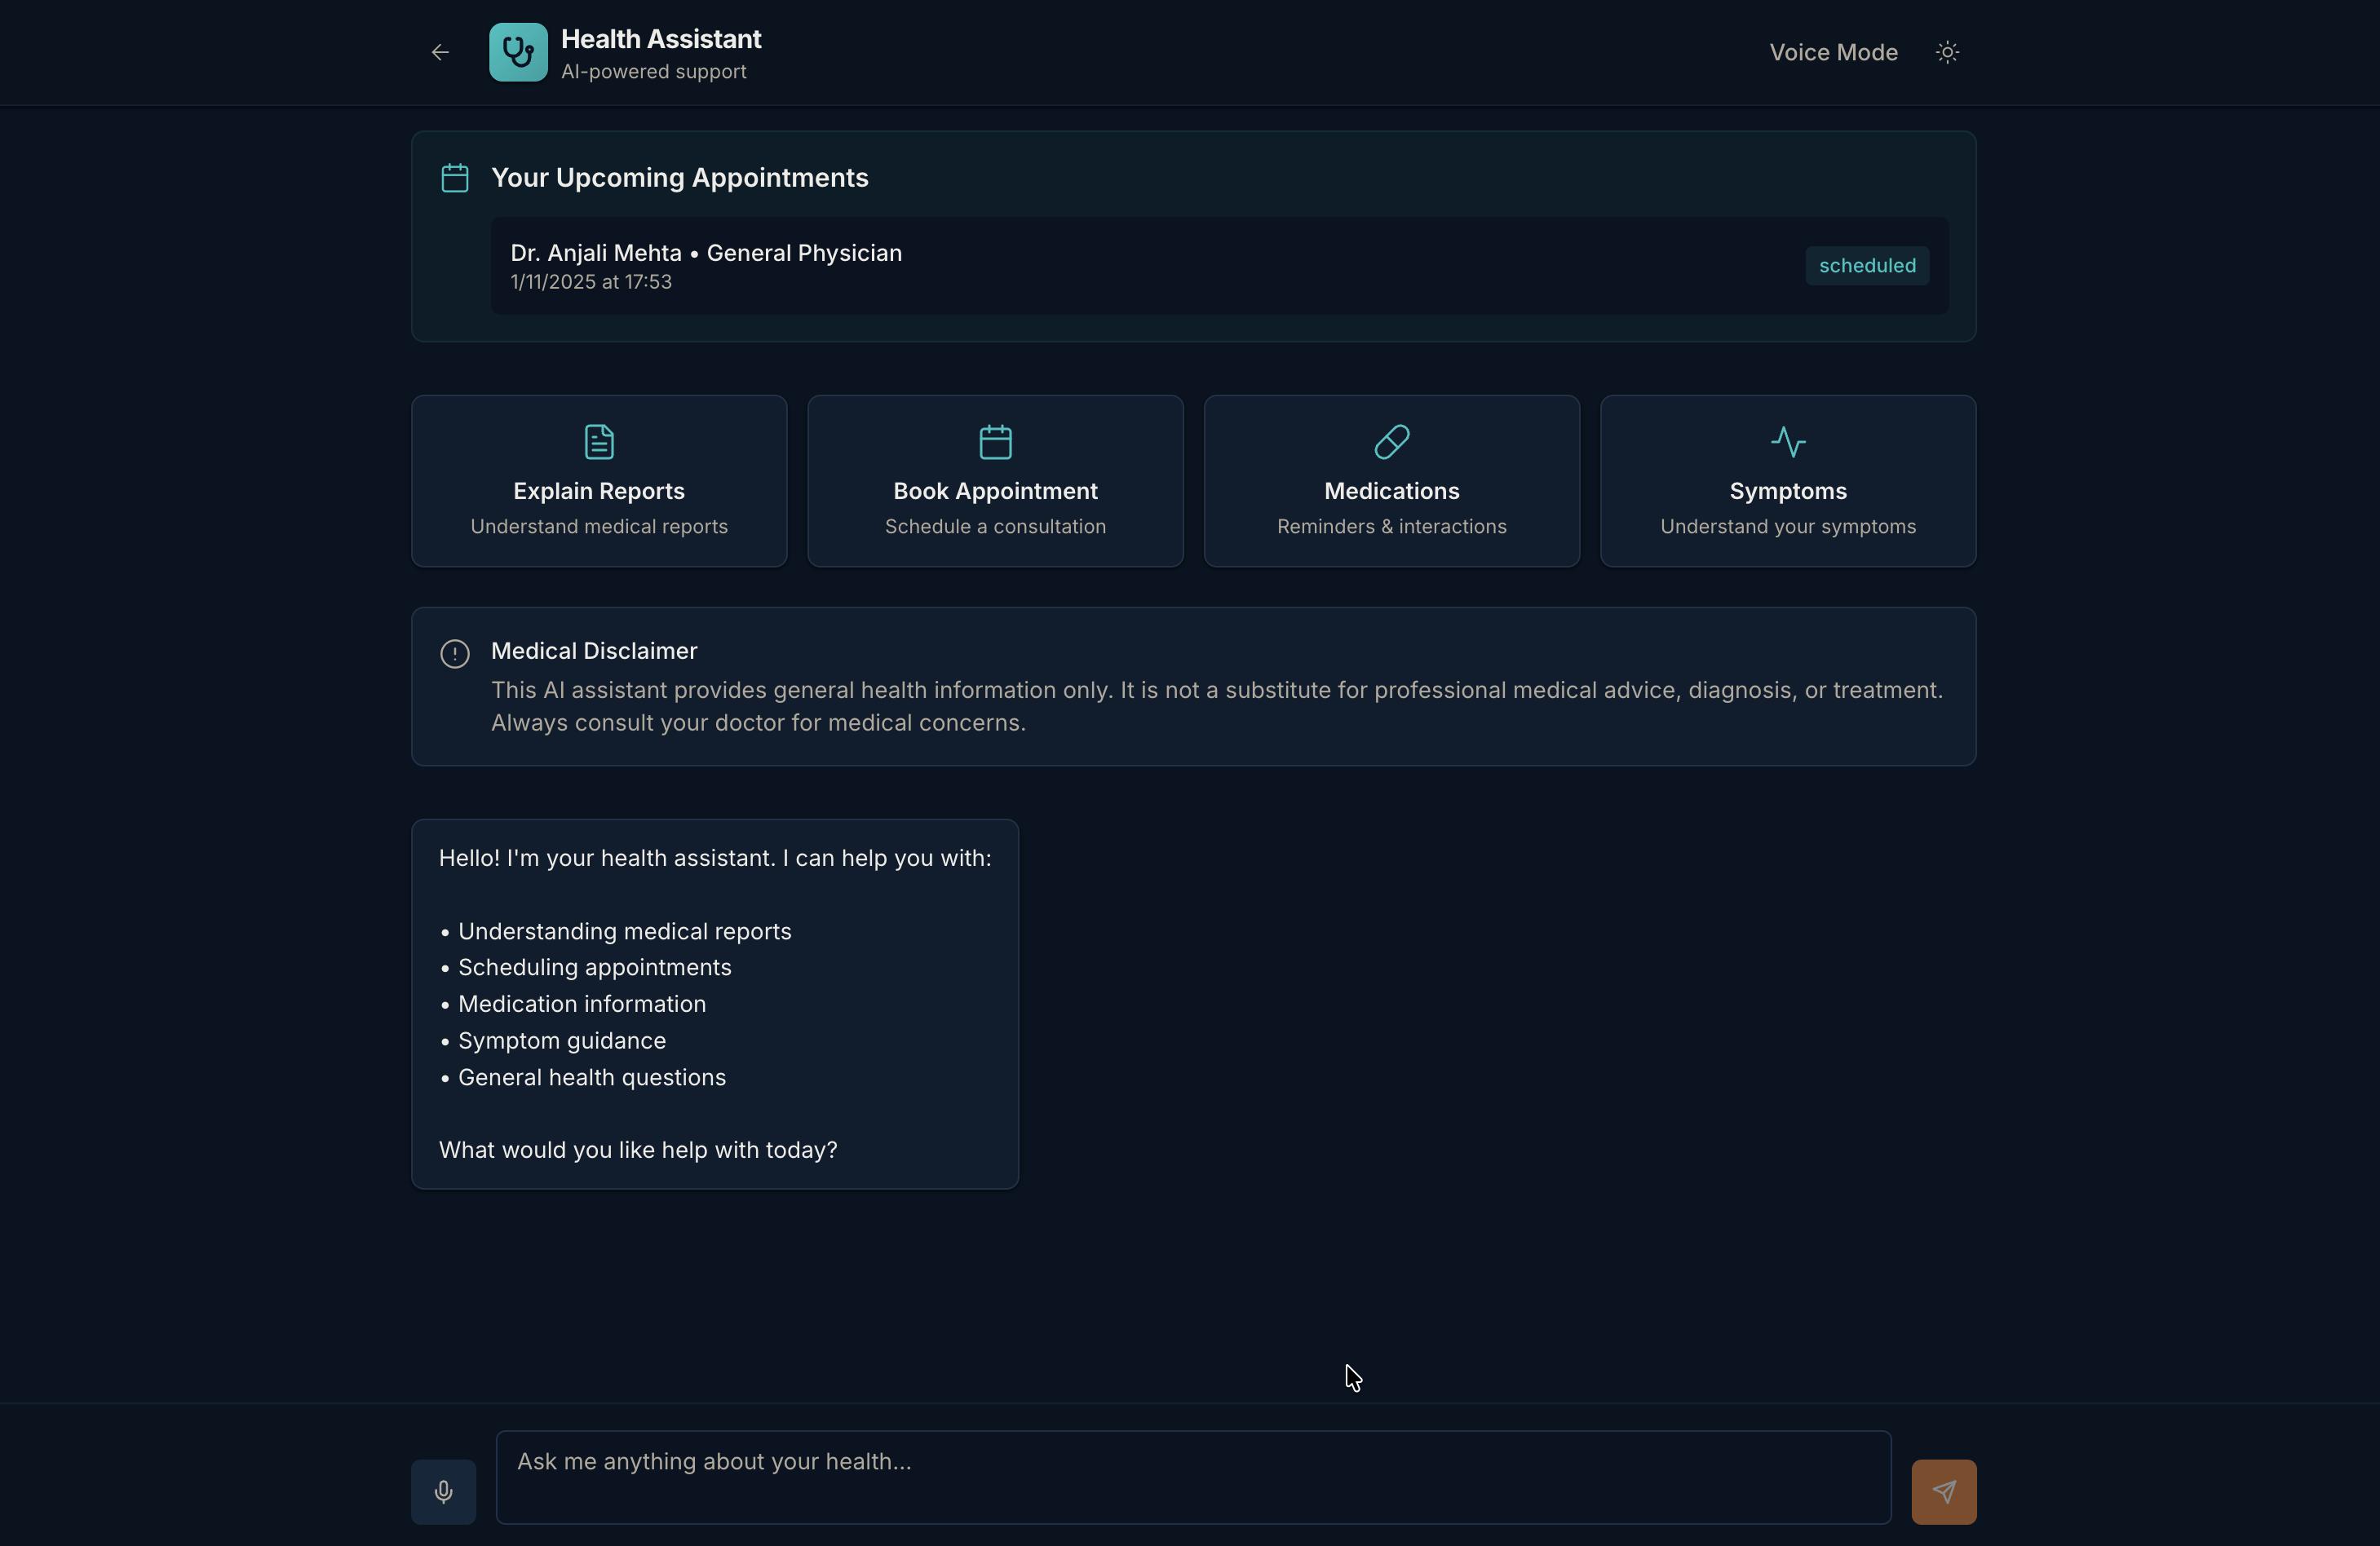 Health Assistant
AI-powered support
Voice Mode
Your Upcoming Appointments
Dr. Anjali Mehta • General Physician
1/11/2025 at 17:53
scheduled
Explain Reports
Understand medical reports
Book Appointment
Schedule a consultation
Medications
Reminders & interactions
Symptoms
Understand your symptoms
Medical Disclaimer
This AI assistant provides general health information only. It is not a substitute for professional medical advice, diagnosis, or treatment.
Always consult your doctor for medical concerns.
Hello! I'm your health assistant. I can help you with:
• Understanding medical reports
• Scheduling appointments
• Medication information
• Symptom guidance
• General health questions
What would you like help with today?
Ask me anything about your health...